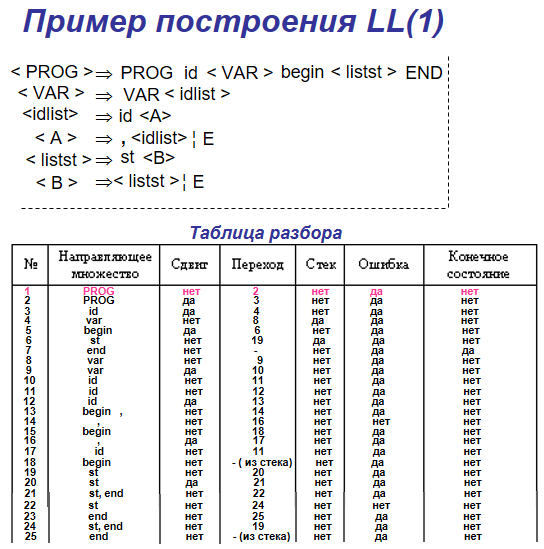 Пример построения LL(1)
< PROG > ⇒ PROG id < VAR > begin < listst > END
< VAR > ⇒ VAR < idlist >
<idlist> ⇒ id <A>
< A > ⇒ , <idlist> ¦ E
< listst > ⇒ st <B>
< B > ⇒< listst >¦ E
Таблица разбора
№ Направляющее множество Сдвиг Переход Стек Ошибка Конечное состояние
1 PROG нет 2 нет да нет
2 PROG да 3 нет да нет
3 id да 4 нет да нет
4 var нет 8 да да нет
5 begin да 6 нет да нет
6 st нет 19 да да нет
7 end нет - нет да да
8 var нет 9 нет да нет
9 var да 10 нет да нет
10 id нет 11 нет да нет
11 id нет 12 нет да нет
12 id да 13 нет да нет
13 begin , нет 14 нет да нет
14 , нет 16 нет нет нет
15 begin нет 18 нет да нет
16 , да 17 нет да нет
17 id нет 11 нет да нет
18 begin нет - ( из стека) нет да нет
19 st нет 20 нет да нет
20 st да 21 нет да нет
21 st, end нет 22 нет да нет
22 st нет 24 нет нет нет
23 end нет 25 нет да нет
24 st, end нет 19 нет да нет
25 end нет - (из стека) нет да нет